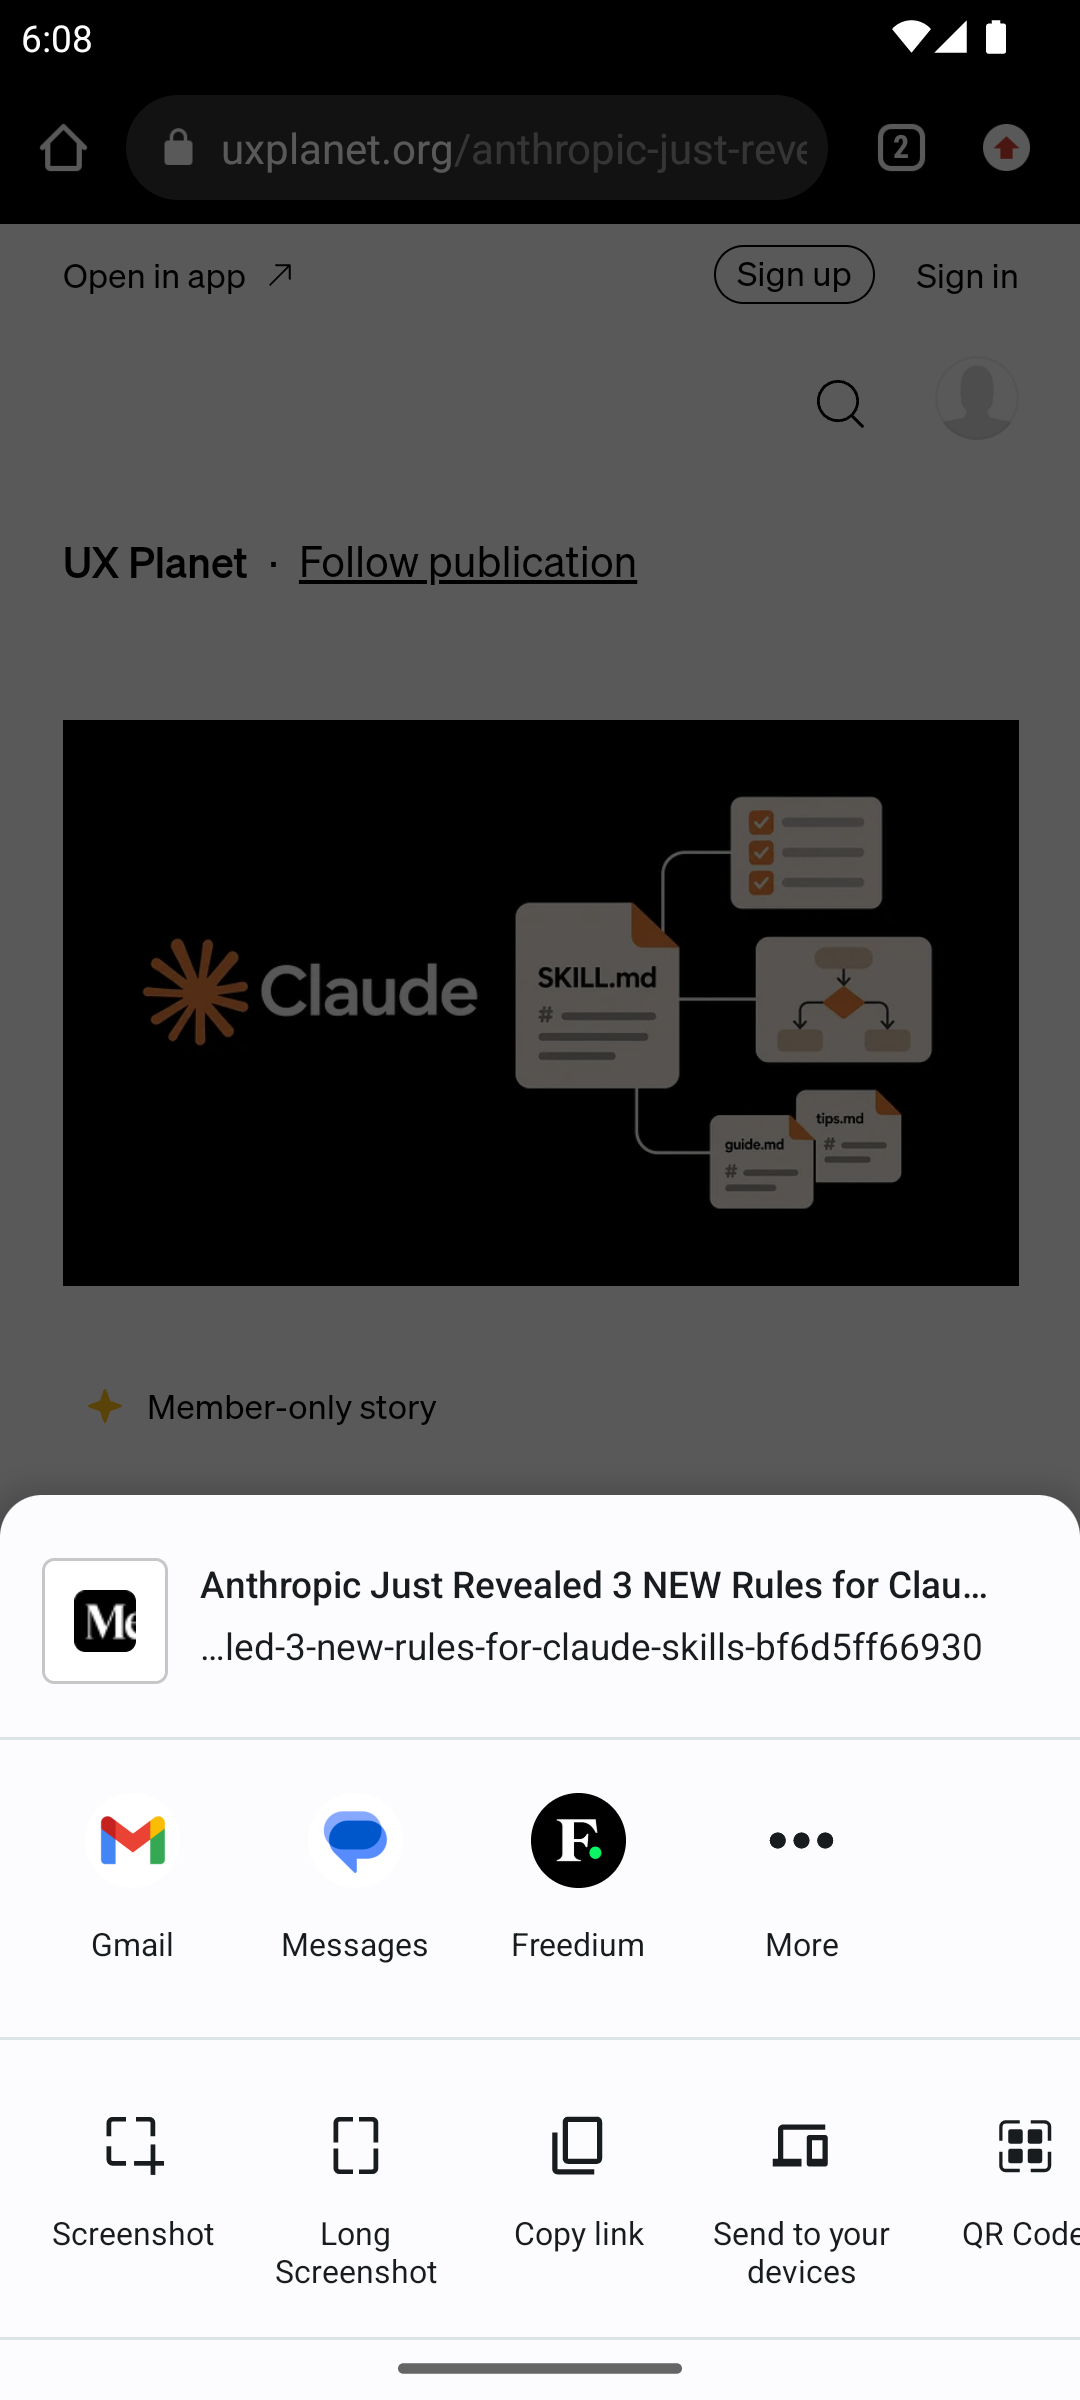 6:08
uxplanet.org/anthropic-just-reve
2
Open in app
Sign up
Sign in
UX Planet · Follow publication
Claude
SKILL.md
#
tips.md
#
guide.md
#
Member-only story
Me
Anthropic Just Revealed 3 NEW Rules for Clau...
...led-3-new-rules-for-claude-skills-bf6d5ff66930
F.
Gmail
Messages
Freedium
More
Screenshot
Long
Screenshot
Copy link
Send to your
devices
QR Code